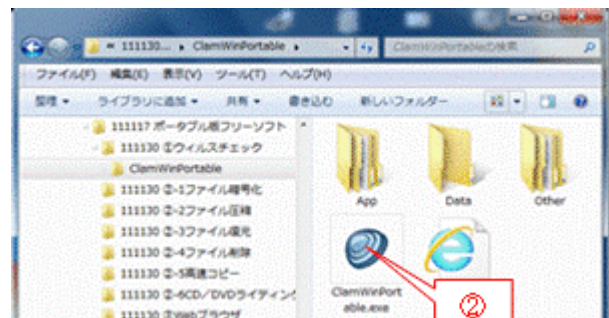 « 111130... ▸ ClamWinPortable ▸
ClamWinPortableの検索
ファイル(F) 編集(E) 表示(V) ツール(T) ヘルプ(H)
整理 ▾ ライブラリに追加 ▾ 共有 ▾ 書き込む 新しいフォルダー
111117 ポータブル版フリーソフト
111130 ①ウィルスチェック
ClamWinPortable
111130 ②-1ファイル暗号化
111130 ②-2ファイル圧縮
111130 ②-3ファイル復元
111130 ②-4ファイル削除
111130 ②-5高速コピー
111130 ②-6CD/DVDライティング
111130 ③Webブラウザ
App Data Other
ClamWinPort
able.exe
②